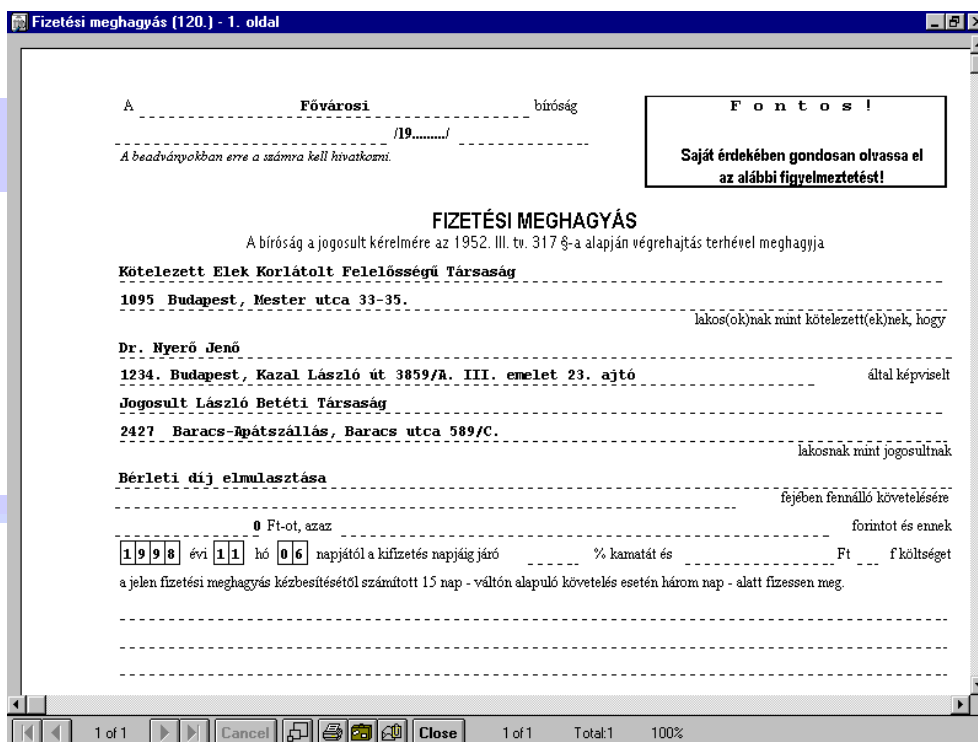 Fizetési meghagyás (120.) - 1. oldal
A Fővárosi bíróság
/19........./
A beadványokban erre a számra kell hivatkozni.
F o n t o s !
Saját érdekében gondosan olvassa el
az alábbi figyelmeztetést!
FIZETÉSI MEGHAGYÁS
A bíróság a jogosult kérelmére az 1952. III. tv. 317 §-a alapján végrehajtás terhével meghagyja
Kötelezett Elek Korlátolt Felelősségű Társaság
1095 Budapest, Mester utca 33-35.
lakos(ok)nak mint kötelezett(ek)nek, hogy
Dr. Nyerő Jenő
1234. Budapest, Kazal László út 3859/A. III. emelet 23. ajtó által képviselt
Jogosult László Betéti Társaság
2427 Baracs-Apátszállás, Baracs utca 589/C.
lakosnak mint jogosultnak
Bérleti díj elmulasztása
fejében fennálló követelésére
0 Ft-ot, azaz forintot és ennek
1998 évi 11 hó 06 napjától a kifizetés napjáig járó % kamatát és Ft f költséget
a jelen fizetési meghagyás kézbesítésétől számított 15 nap - váltón alapuló követelés esetén három nap - alatt fizessen meg.
1 of 1 Cancel Close 1 of 1 Total:1 100%